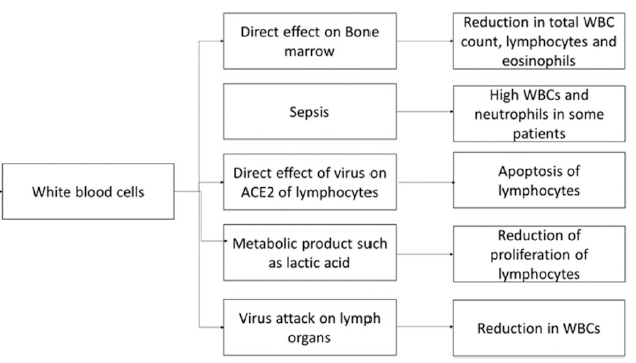 Direct effect on Bone
marrow
Reduction in total WBC
count, lymphocytes and
eosinophils
Sepsis
High WBCs and
neutrophils in some
patients
White blood cells
Direct effect of virus on
ACE2 of lymphocytes
Apoptosis of
lymphocytes
Metabolic product such
as lactic acid
Reduction of
proliferation of
lymphocytes
Virus attack on lymph
organs
Reduction in WBCs